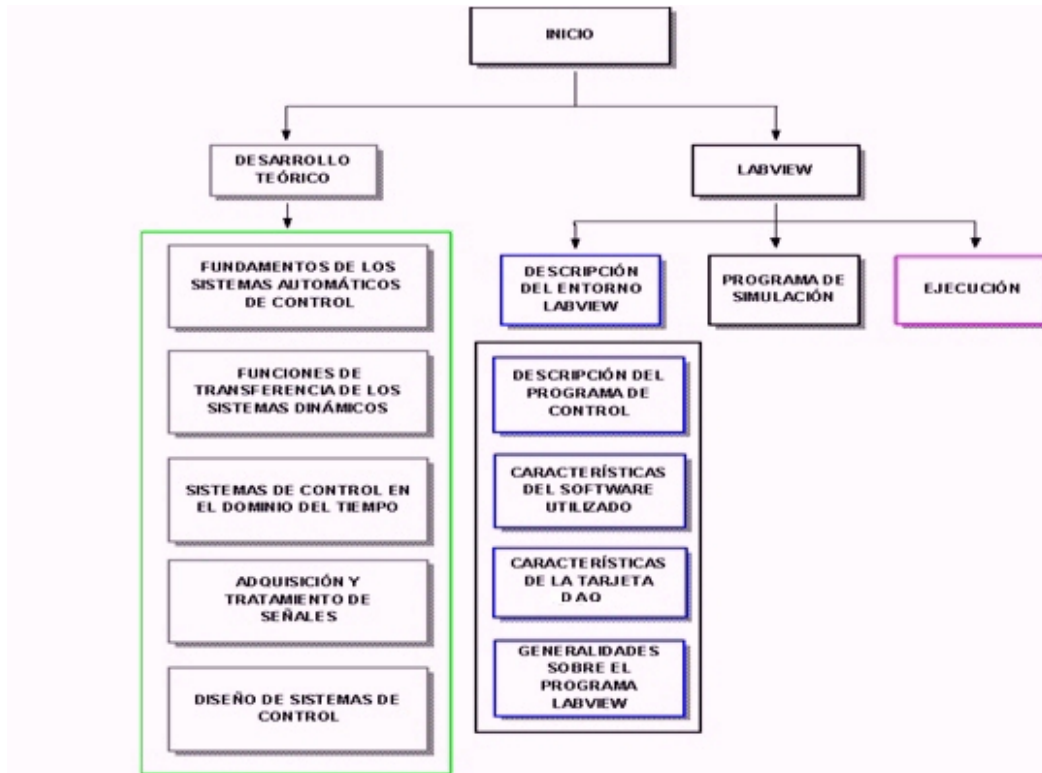 INICIO
DESARROLLO
TEÓRICO
LABVIEW
FUNDAMENTOS DE LOS
SISTEMAS AUTOMÁTICOS
DE CONTROL
FUNCIONES DE
TRANSFERENCIA DE LOS
SISTEMAS DINÁMICOS
SISTEMAS DE CONTROL EN
EL DOMINIO DEL TIEMPO
ADQUISICIÓN Y
TRATAMIENTO DE
SEÑALES
DISEÑO DE SISTEMAS DE
CONTROL
DESCRIPCIÓN
DEL ENTORNO
LABVIEW
PROGRAMA DE
SIMULACIÓN
EJECUCIÓN
DESCRIPCIÓN DEL
PROGRAMA DE
CONTROL
CARACTERÍSTICAS
DEL SOFTWARE
UTILIZADO
CARACTERÍSTICAS
DE LA TARJETA
DAQ
GENERALIDADES
SOBRE EL
PROGRAMA
LABVIEW